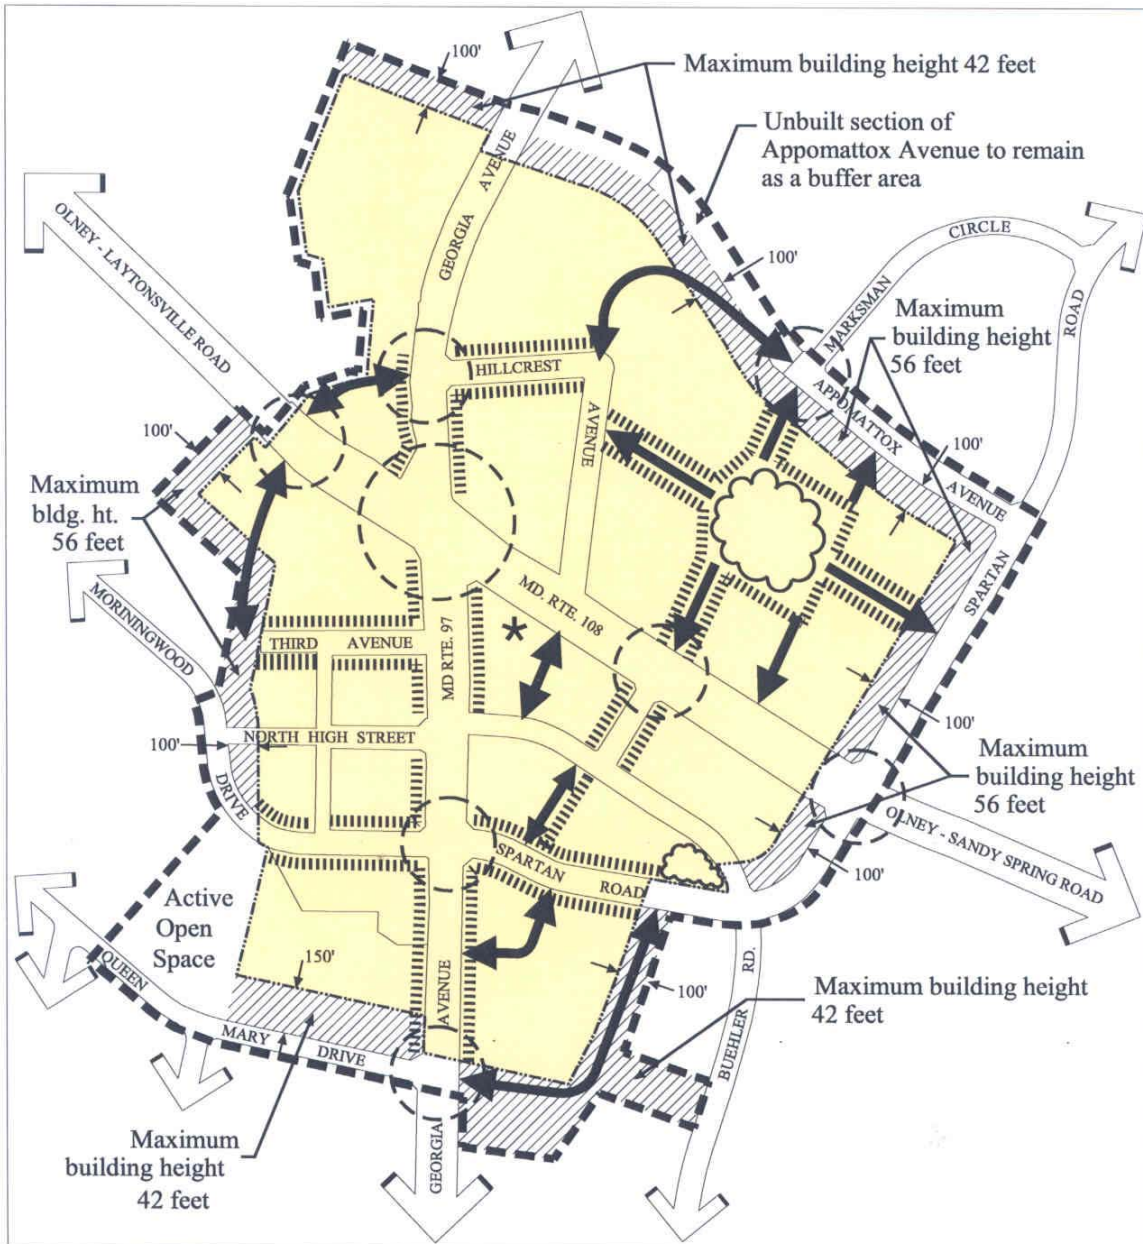 100'
Maximum building height 42 feet
Unbuilt section of
Appomattox Avenue to remain
as a buffer area
GEORGIA AVENUE
OLNEY - LAYTONSVILLE ROAD
100'
MARKSMAN CIRCLE
ROAD
Maximum
building height
56 feet
HILLCREST
AVENUE
APPOMATTOX AVENUE
100'
100'
Maximum
bldg. ht.
56 feet
SPARTAN
MORININGWOOD
DRIVE
THIRD AVENUE
MD RTE. 97
MD. RTE. 108
*
100'
NORTH HIGH STREET
100'
Maximum
building height
56 feet
SPARTAN ROAD
OLNEY - SANDY SPRING ROAD
100'
Active
Open
Space
150'
QUEEN MARY DRIVE
AVENUE
GEORGIA
100'
BUEHLER RD.
Maximum building height
42 feet
Maximum
building height
42 feet